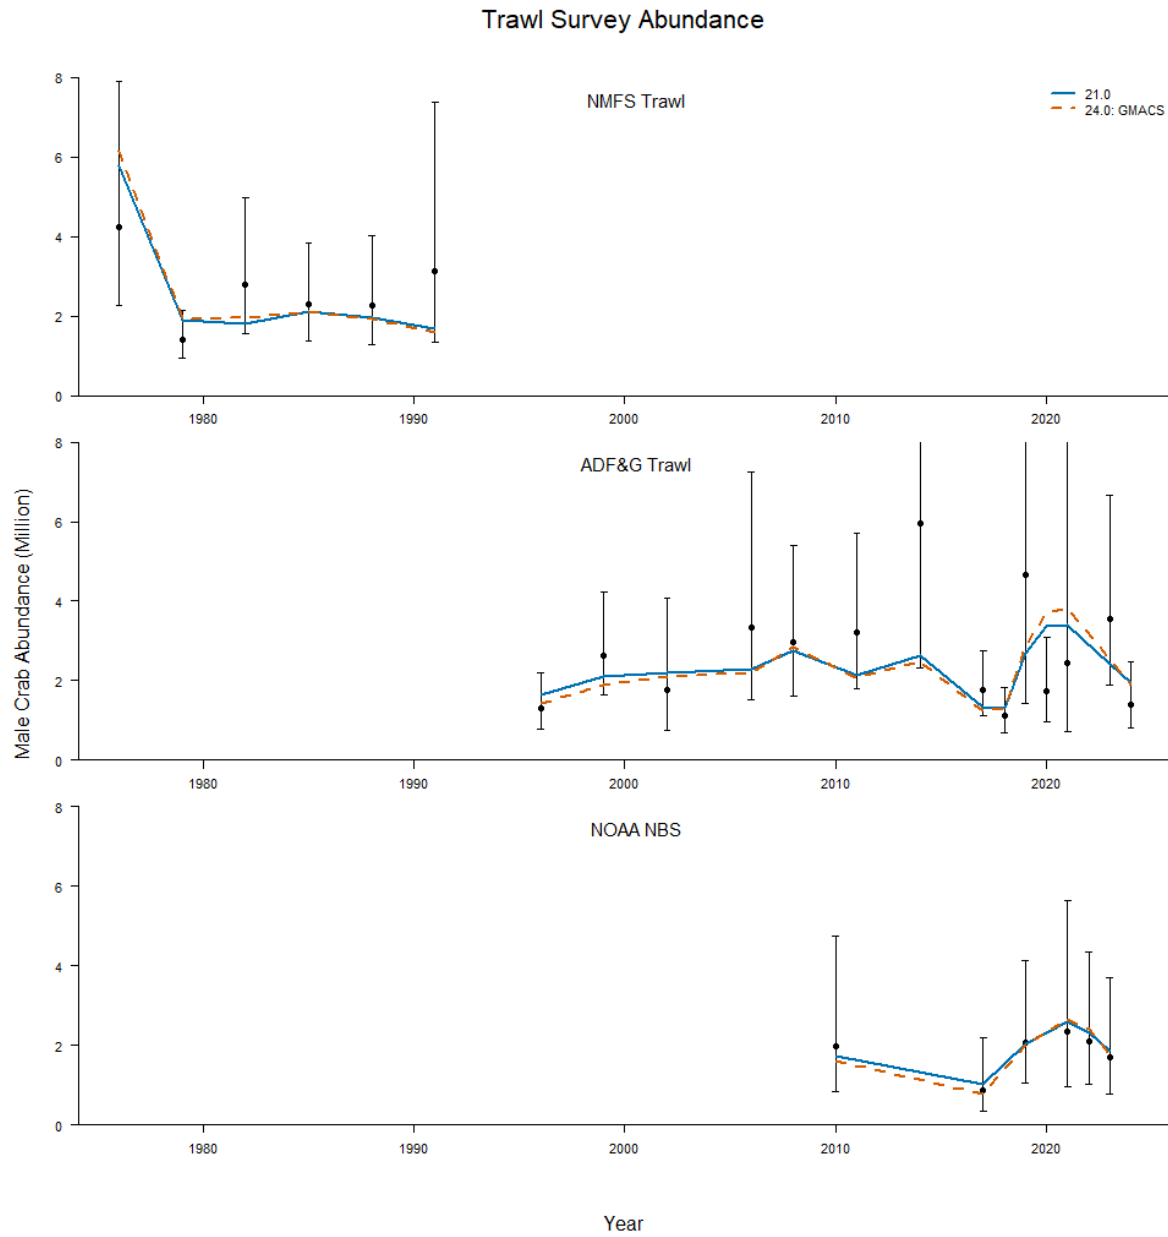 Trawl Survey Abundance
NMFS Trawl
21.0
24.0: GMACS
8
6
4
2
0
1980 1990 2000 2010 2020
ADF&G Trawl
8
6
4
2
0
1980 1990 2000 2010 2020
Male Crab Abundance (Million)
NOAA NBS
8
6
4
2
0
1980 1990 2000 2010 2020
Year